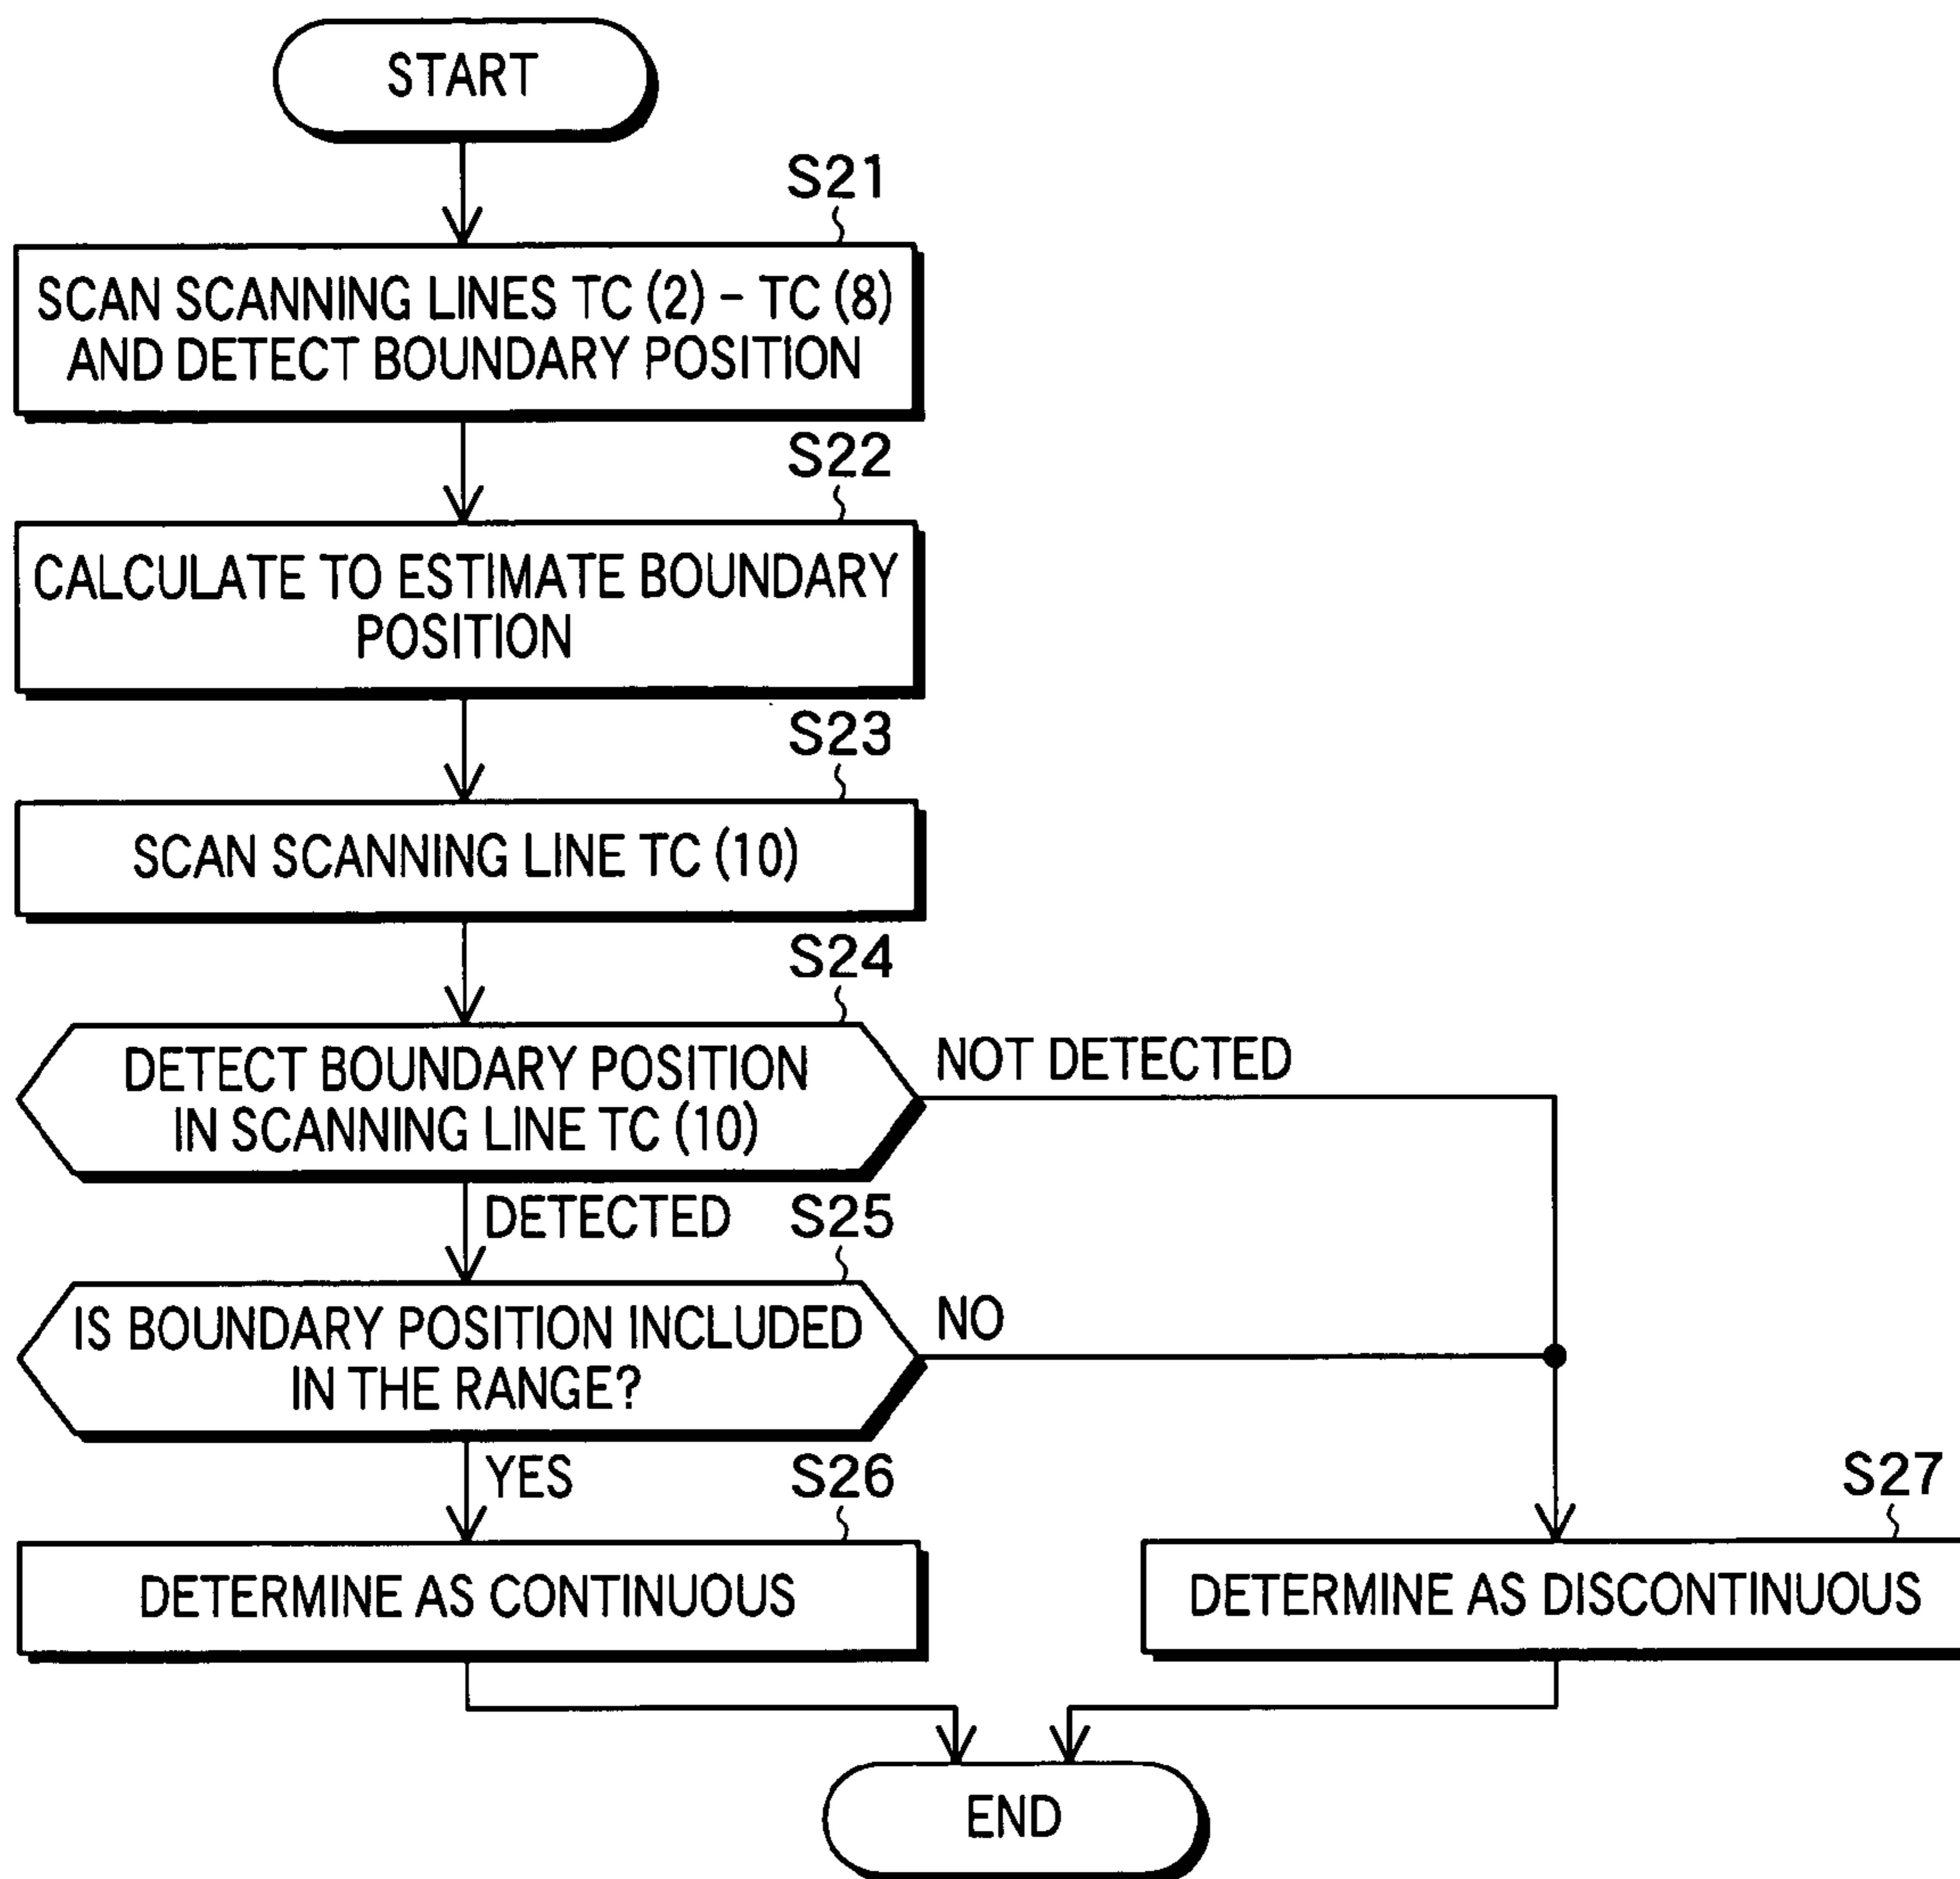 START
S21
SCAN SCANNING LINES TC (2) – TC (8)
AND DETECT BOUNDARY POSITION
S22
CALCULATE TO ESTIMATE BOUNDARY
POSITION
S23
SCAN SCANNING LINE TC (10)
S24
DETECT BOUNDARY POSITION
IN SCANNING LINE TC (10)
NOT DETECTED
DETECTED
S25
IS BOUNDARY POSITION INCLUDED
IN THE RANGE?
NO
YES
S26
DETERMINE AS CONTINUOUS
S27
DETERMINE AS DISCONTINUOUS
END